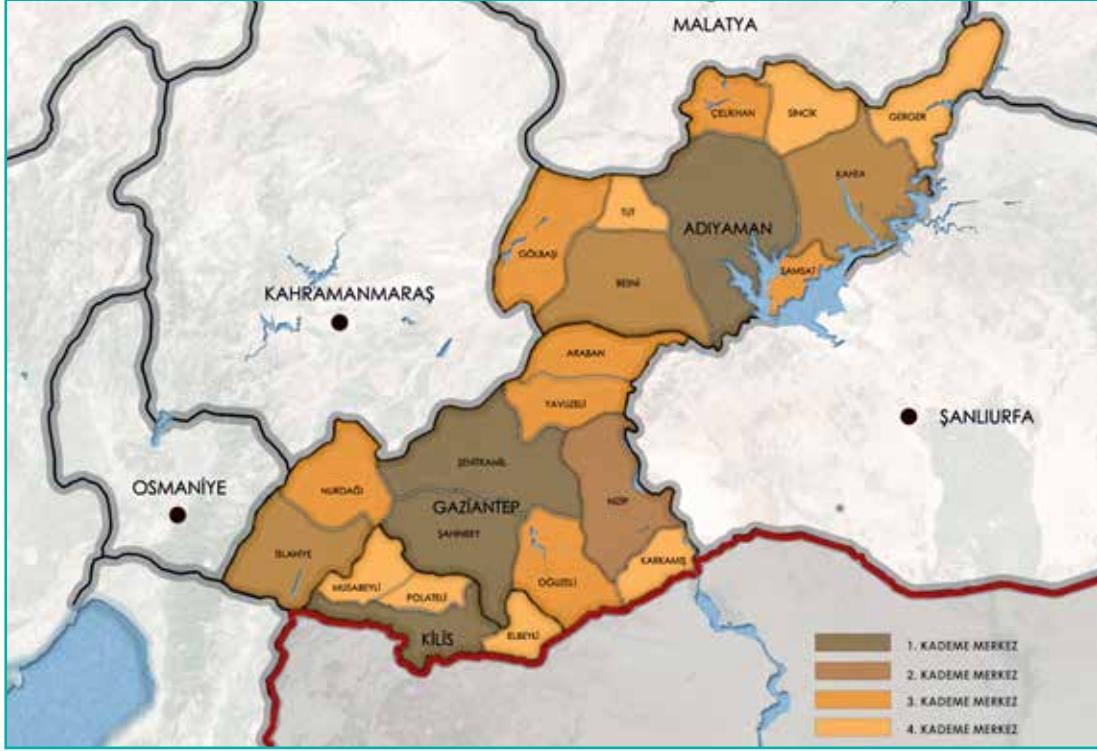 MALATYA
ÇELİKHAN
SİNCİK
GERGER
KAHTA
TUT
ADIYAMAN
GÖLBAŞI
BESNİ
SAMSAT
KAHRAMANMARAŞ
ARABAN
YAVUZELİ
ŞANLIURFA
ŞEHİTKAMİL
OSMANİYE
NURDAĞI
GAZİANTEP
NİZİP
ŞAHİNBEY
İSLAHİYE
KARKAMIŞ
OĞUZELİ
MUSABEYLİ
POLATELİ
KİLİS
ELBEYLİ
1. KADEME MERKEZ
2. KADEME MERKEZ
3. KADEME MERKEZ
4. KADEME MERKEZ